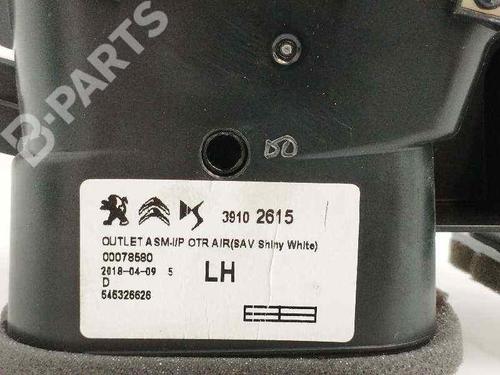 B-PARTS
3910 2615
OUTLET ASM-I/P OTR AIR(SAV Shiny White)
00078580
2018-04-09 5
LH
D
545326626